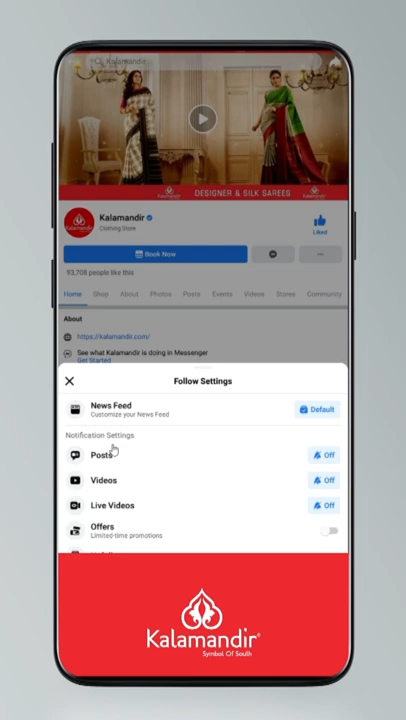 Kalamandir
DESIGNER & SILK SAREES
Kalamandir
Clothing Store
Liked
Book Now
93,708 people like this
Home Shop About Photos Posts Events Videos Stores Community
About
https://kalamandir.com/
See what Kalamandir is doing in Messenger
Get Started
Follow Settings
News Feed
Customize your News Feed
Default
Notification Settings
Posts
Off
Videos
Off
Live Videos
Off
Offers
Limited-time promotions
Kalamandir
Symbol Of South